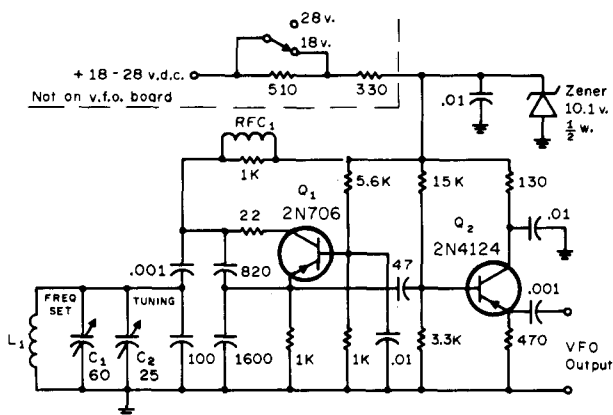 28 v.
18 v.
+ 18 - 28 v.d.c.
510
330
Not on v.f.o. board
.01
Zener
10.1 v.
1/2 w.
RFC1
1K
5.6K
15K
130
Q1
2N706
22
Q2
2N4124
.01
.001
820
47
.001
FREQ
SET
TUNING
L1
C1
60
C2
25
100
1600
1K
1K
.01
3.3K
470
VFO
Output